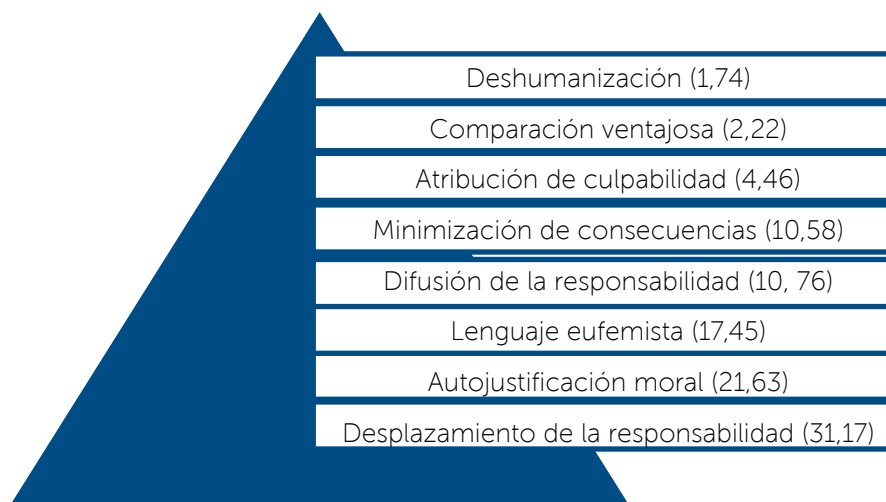 Deshumanización (1,74)
Comparación ventajosa (2,22)
Atribución de culpabilidad (4,46)
Minimización de consecuencias (10,58)
Difusión de la responsabilidad (10, 76)
Lenguaje eufemista (17,45)
Autojustificación moral (21,63)
Desplazamiento de la responsabilidad (31,17)